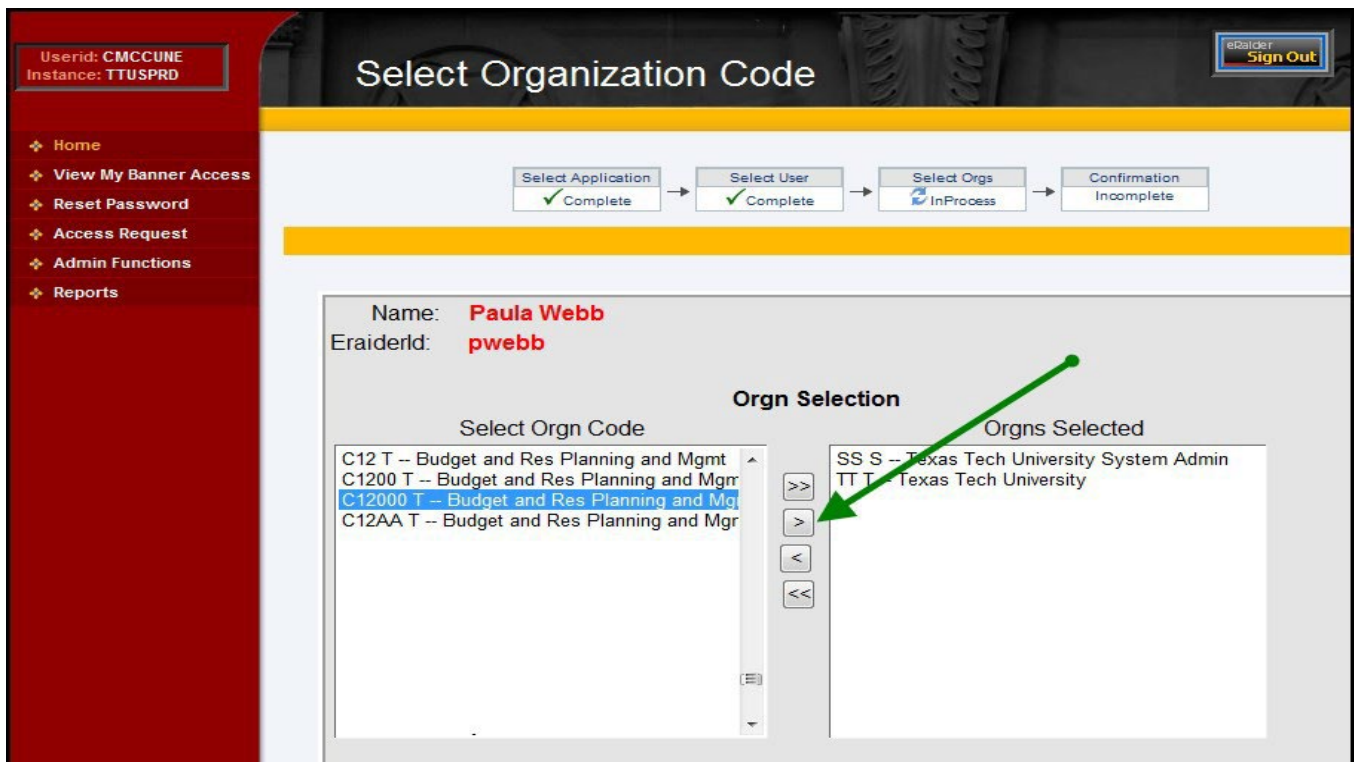 Userid: CMCCUNE
Instance: TTUSPRD
Select Organization Code
eRaider
Sign Out
Home
View My Banner Access
Reset Password
Access Request
Admin Functions
Reports
Select Application
Complete
Select User
Complete
Select Orgs
InProcess
Confirmation
Incomplete
Name: Paula Webb
EraiderId: pwebb
Orgn Selection
Select Orgn Code
C12 T -- Budget and Res Planning and Mgmt
C1200 T -- Budget and Res Planning and Mgm
C12000 T -- Budget and Res Planning and Mgr
C12AA T -- Budget and Res Planning and Mgr
>>
>
<
<<
Orgns Selected
SS S -- Texas Tech University System Admin
TT T -- Texas Tech University